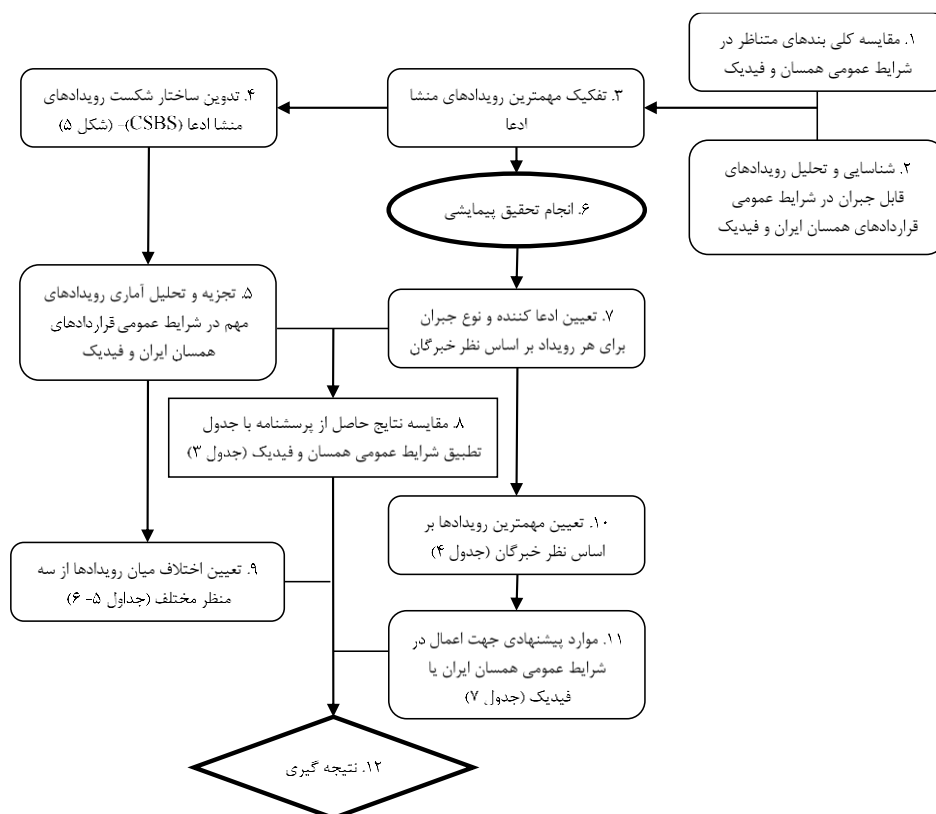 ۱. مقایسه کلی بندهای متناظر در
شرایط عمومی همسان و فیدیک
۲. شناسایی و تحلیل رویدادهای
قابل جبران در شرایط عمومی
قراردادهای همسان ایران و فیدیک
۳. تفکیک مهمترین رویدادهای منشا
ادعا
۴. تدوین ساختار شکست رویدادهای
منشا ادعا (CSBS)- (شکل ۵)
۵. تجزیه و تحلیل آماری رویدادهای
مهم در شرایط عمومی قراردادهای
همسان ایران و فیدیک
۶. انجام تحقیق پیمایشی
۷. تعیین ادعا کننده و نوع جبران
برای هر رویداد بر اساس نظر خبرگان
۸. مقایسه نتایج حاصل از پرسشنامه با جدول
تطبیق شرایط عمومی همسان و فیدیک (جدول ۳)
۹. تعیین اختلاف میان رویدادها از سه
منظر مختلف (جداول ۵- ۶)
۱۰. تعیین مهمترین رویدادها بر
اساس نظر خبرگان (جدول ۴)
۱۱. موارد پیشنهادی جهت اعمال در
شرایط عمومی همسان ایران یا
فیدیک (جدول ۷)
۱۲. نتیجه گیری